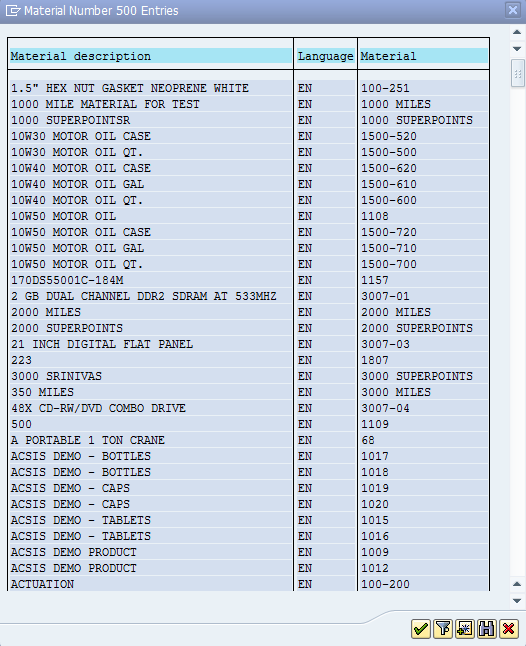 Material Number 500 Entries
Material description Language Material
1.5" HEX NUT GASKET NEOPRENE WHITE EN 100-251
1000 MILE MATERIAL FOR TEST EN 1000 MILES
1000 SUPERPOINTSR EN 1000 SUPERPOINTS
10W30 MOTOR OIL CASE EN 1500-520
10W30 MOTOR OIL QT. EN 1500-500
10W40 MOTOR OIL CASE EN 1500-620
10W40 MOTOR OIL GAL EN 1500-610
10W40 MOTOR OIL QT. EN 1500-600
10W50 MOTOR OIL EN 1108
10W50 MOTOR OIL CASE EN 1500-720
10W50 MOTOR OIL GAL EN 1500-710
10W50 MOTOR OIL QT. EN 1500-700
170DS55001C-184M EN 1157
2 GB DUAL CHANNEL DDR2 SDRAM AT 533MHZ EN 3007-01
2000 MILES EN 2000 MILES
2000 SUPERPOINTS EN 2000 SUPERPOINTS
21 INCH DIGITAL FLAT PANEL EN 3007-03
223 EN 1807
3000 SRINIVAS EN 3000 SUPERPOINTS
350 MILES EN 3000 MILES
48X CD-RW/DVD COMBO DRIVE EN 3007-04
500 EN 1109
A PORTABLE 1 TON CRANE EN 68
ACSIS DEMO - BOTTLES EN 1017
ACSIS DEMO - BOTTLES EN 1018
ACSIS DEMO - CAPS EN 1019
ACSIS DEMO - CAPS EN 1020
ACSIS DEMO - TABLETS EN 1015
ACSIS DEMO - TABLETS EN 1016
ACSIS DEMO PRODUCT EN 1009
ACSIS DEMO PRODUCT EN 1012
ACTUATION EN 100-200